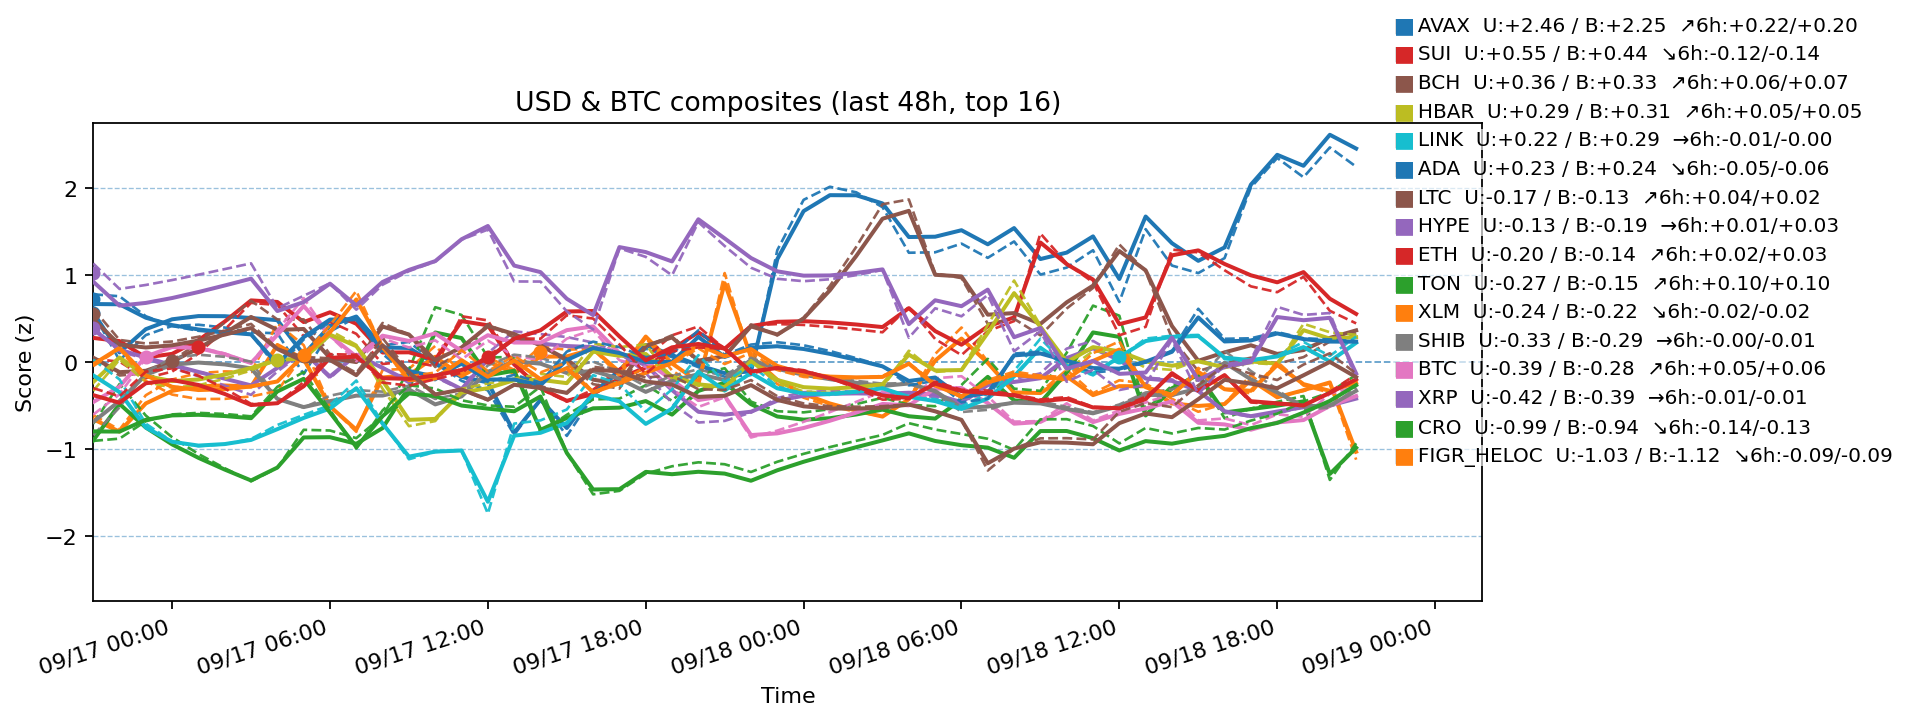 AVAX U:+2.46 / B:+2.25 ↗6h:+0.22/+0.20
SUI U:+0.55 / B:+0.44 ↘6h:-0.12/-0.14
BCH U:+0.36 / B:+0.33 ↗6h:+0.06/+0.07
HBAR U:+0.29 / B:+0.31 ↗6h:+0.05/+0.05
LINK U:+0.22 / B:+0.29 →6h:-0.01/-0.00
ADA U:+0.23 / B:+0.24 ↘6h:-0.05/-0.06
LTC U:-0.17 / B:-0.13 ↗6h:+0.04/+0.02
HYPE U:-0.13 / B:-0.19 →6h:+0.01/+0.03
ETH U:-0.20 / B:-0.14 ↗6h:+0.02/+0.03
TON U:-0.27 / B:-0.15 ↗6h:+0.10/+0.10
XLM U:-0.24 / B:-0.22 ↘6h:-0.02/-0.02
SHIB U:-0.33 / B:-0.29 →6h:-0.00/-0.01
BTC U:-0.39 / B:-0.28 ↗6h:+0.05/+0.06
XRP U:-0.42 / B:-0.39 →6h:-0.01/-0.01
CRO U:-0.99 / B:-0.94 ↘6h:-0.14/-0.13
FIGR_HELOC U:-1.03 / B:-1.12 ↘6h:-0.09/-0.09
USD & BTC composites (last 48h, top 16)
Score (z)
2
1
0
−1
−2
09/17 00:00
09/17 06:00
09/17 12:00
09/17 18:00
09/18 00:00
09/18 06:00
09/18 12:00
09/18 18:00
09/19 00:00
Time